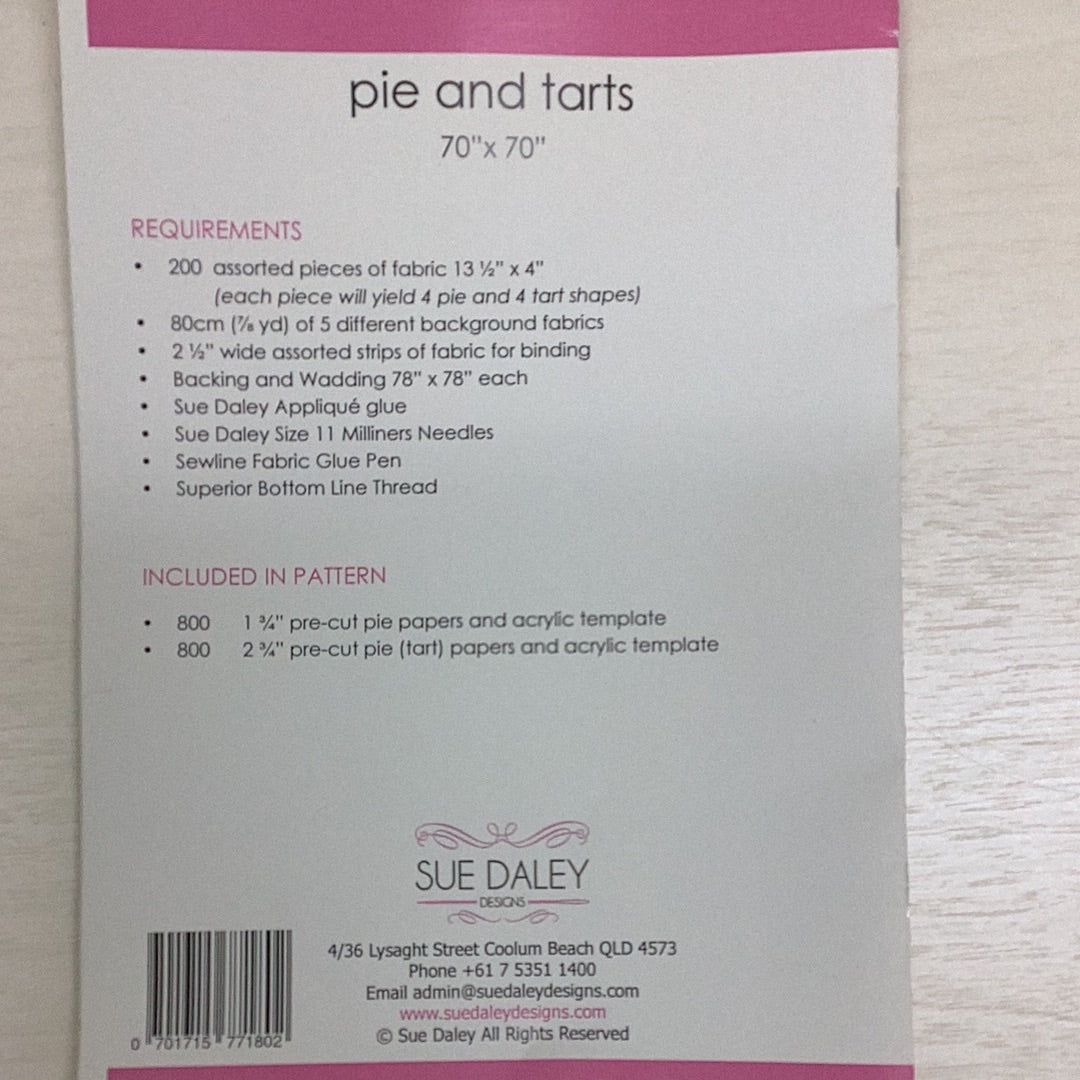 pie and tarts
70"x 70"
REQUIREMENTS
• 200 assorted pieces of fabric 13 ½" x 4"
(each piece will yield 4 pie and 4 tart shapes)
• 80cm (⅞ yd) of 5 different background fabrics
• 2 ½" wide assorted strips of fabric for binding
• Backing and Wadding 78" x 78" each
• Sue Daley Appliqué glue
• Sue Daley Size 11 Milliners Needles
• Sewline Fabric Glue Pen
• Superior Bottom Line Thread
INCLUDED IN PATTERN
• 800 1 ¾" pre-cut pie papers and acrylic template
• 800 2 ¾" pre-cut pie (tart) papers and acrylic template
SUE DALEY
DESIGNS
4/36 Lysaght Street Coolum Beach QLD 4573
Phone +61 7 5351 1400
Email admin@suedaleydesigns.com
www.suedaleydesigns.com
© Sue Daley All Rights Reserved
0 701715 771802